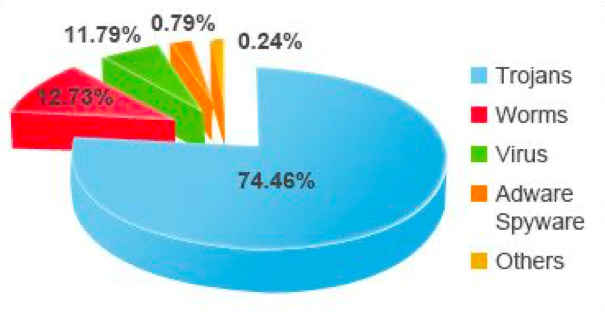 11.79%
0.79%
0.24%
12.73%
74.46%
Trojans
Worms
Virus
Adware
Spyware
Others